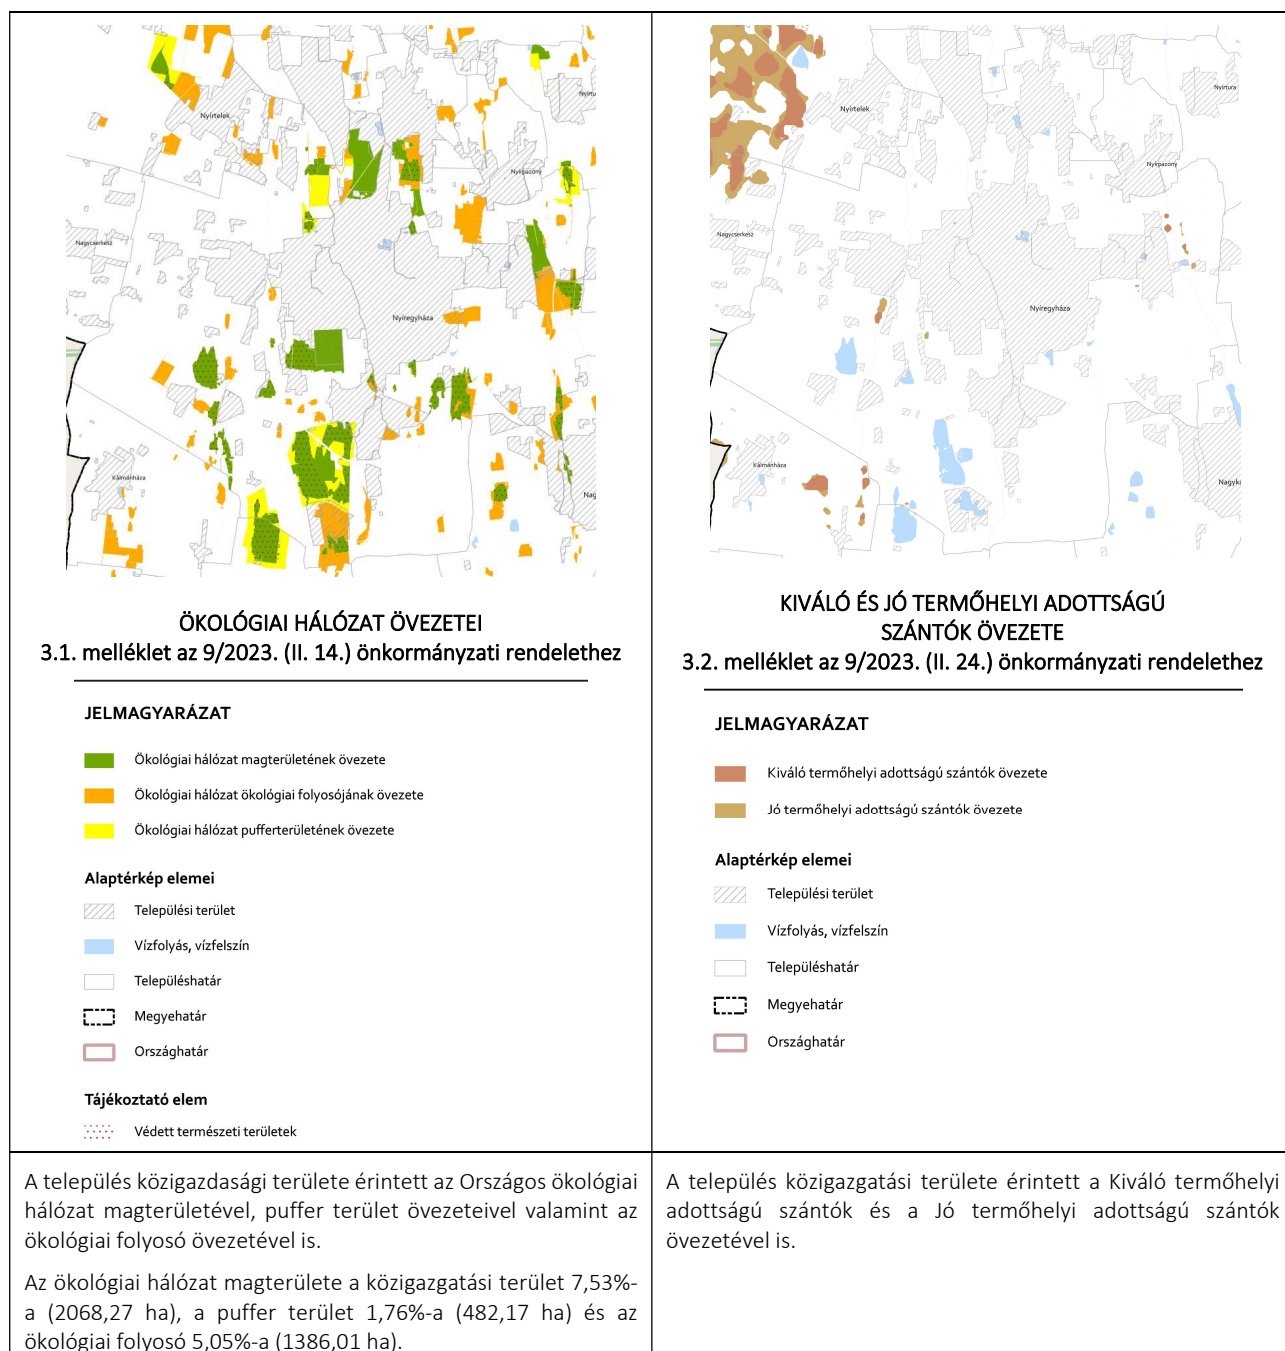 Nyírtelek
Nyírtura
Nyírpazony
Nagycserkesz
Nyíregyháza
Kálmánháza
Nag
ÖKOLÓGIAI HÁLÓZAT ÖVEZETEI
3.1. melléklet az 9/2023. (II. 14.) önkormányzati rendelethez
JELMAGYARÁZAT
Ökológiai hálózat magterületének övezete
Ökológiai hálózat ökológiai folyosójának övezete
Ökológiai hálózat pufferterületének övezete
Alaptérkép elemei
Települési terület
Vízfolyás, vízfelszín
Településhatár
Megyehatár
Országhatár
Tájékoztató elem
Védett természeti területek
A település közigazdasági területe érintett az Országos ökológiai
hálózat magterületével, puffer terület övezeteivel valamint az
ökológiai folyosó övezetével is.
Az ökológiai hálózat magterülete a közigazgatási terület 7,53%-
a (2068,27 ha), a puffer terület 1,76%-a (482,17 ha) és az
ökológiai folyosó 5,05%-a (1386,01 ha).
Nyírtelek
Nyírtura
Nyírpazony
Nagycserkesz
Nyíregyháza
Kálmánháza
Nagyká
KIVÁLÓ ÉS JÓ TERMŐHELYI ADOTTSÁGÚ
SZÁNTÓK ÖVEZETE
3.2. melléklet az 9/2023. (II. 24.) önkormányzati rendelethez
JELMAGYARÁZAT
Kiváló termőhelyi adottságú szántók övezete
Jó termőhelyi adottságú szántók övezete
Alaptérkép elemei
Települési terület
Vízfolyás, vízfelszín
Településhatár
Megyehatár
Országhatár
A település közigazgatási területe érintett a Kiváló termőhelyi
adottságú szántók és a Jó termőhelyi adottságú szántók
övezetével is.